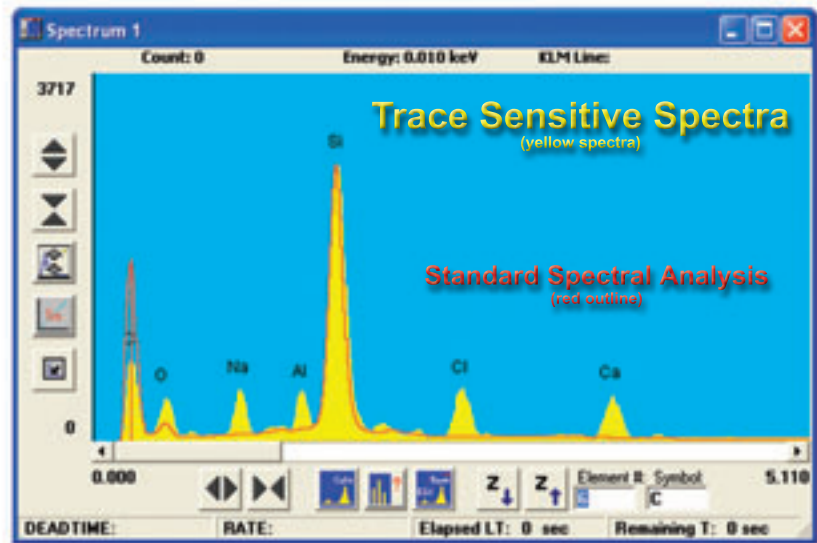 Spectrum 1
Count: 0 Energy: 0.010 keV KLM Line:
3717
Trace Sensitive Spectra
(yellow spectra)
Si
Standard Spectral Analysis
(red outline)
O Na Al Cl Ca
0
0.000 5.110
Z Z Element #: Symbol:
6 C
DEADTIME: RATE: Elapsed LT: 0 sec Remaining T: 0 sec